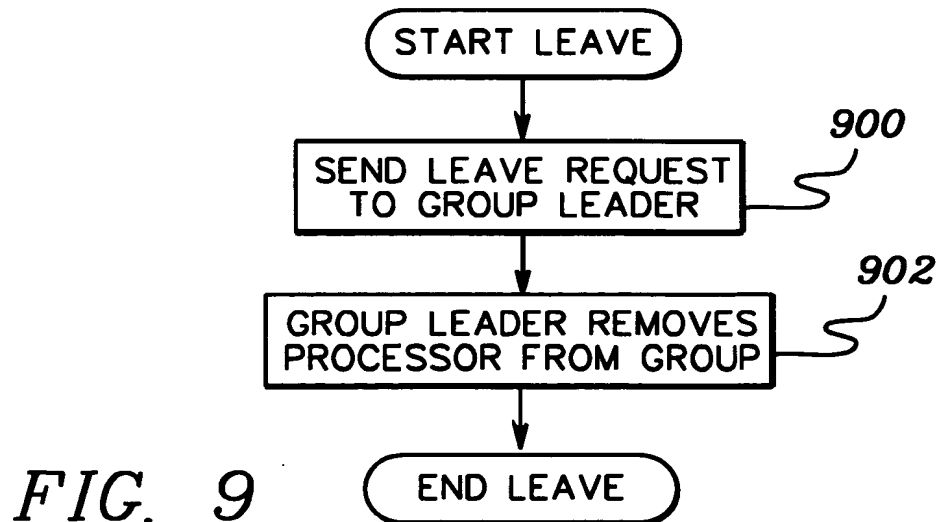 START LEAVE
900
SEND LEAVE REQUEST
TO GROUP LEADER
902
GROUP LEADER REMOVES
PROCESSOR FROM GROUP
END LEAVE
FIG. 9